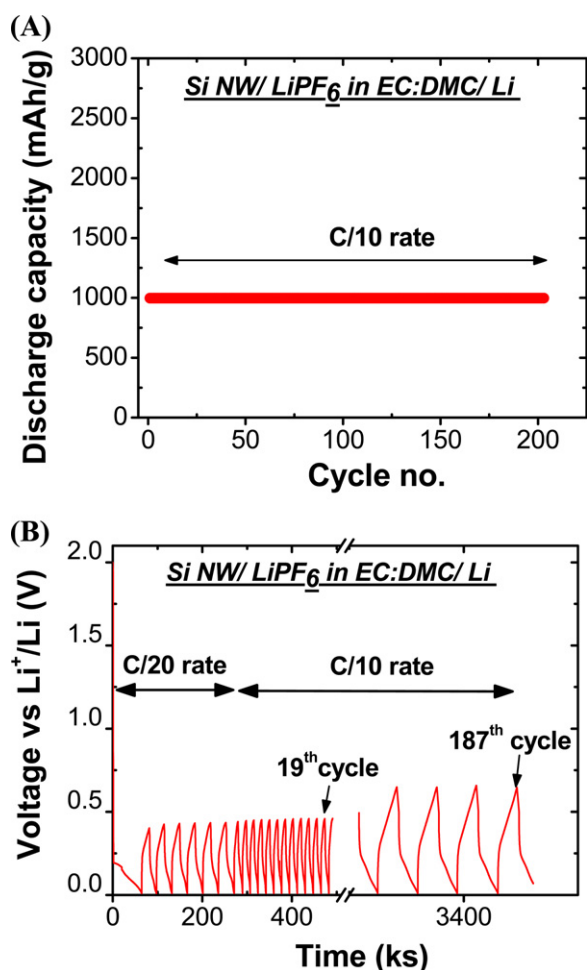 (A)
3000
2500
2000
1500
1000
500
0
Discharge capacity (mAh/g)
Si NW/ LiPF6 in EC:DMC/ Li
C/10 rate
0 50 100 150 200
Cycle no.
(B)
2.0
1.5
1.0
0.5
0.0
Voltage vs Li+/Li (V)
Si NW/ LiPF6 in EC:DMC/ Li
C/20 rate C/10 rate
19th cycle
187th cycle
0 200 400 3400
Time (ks)